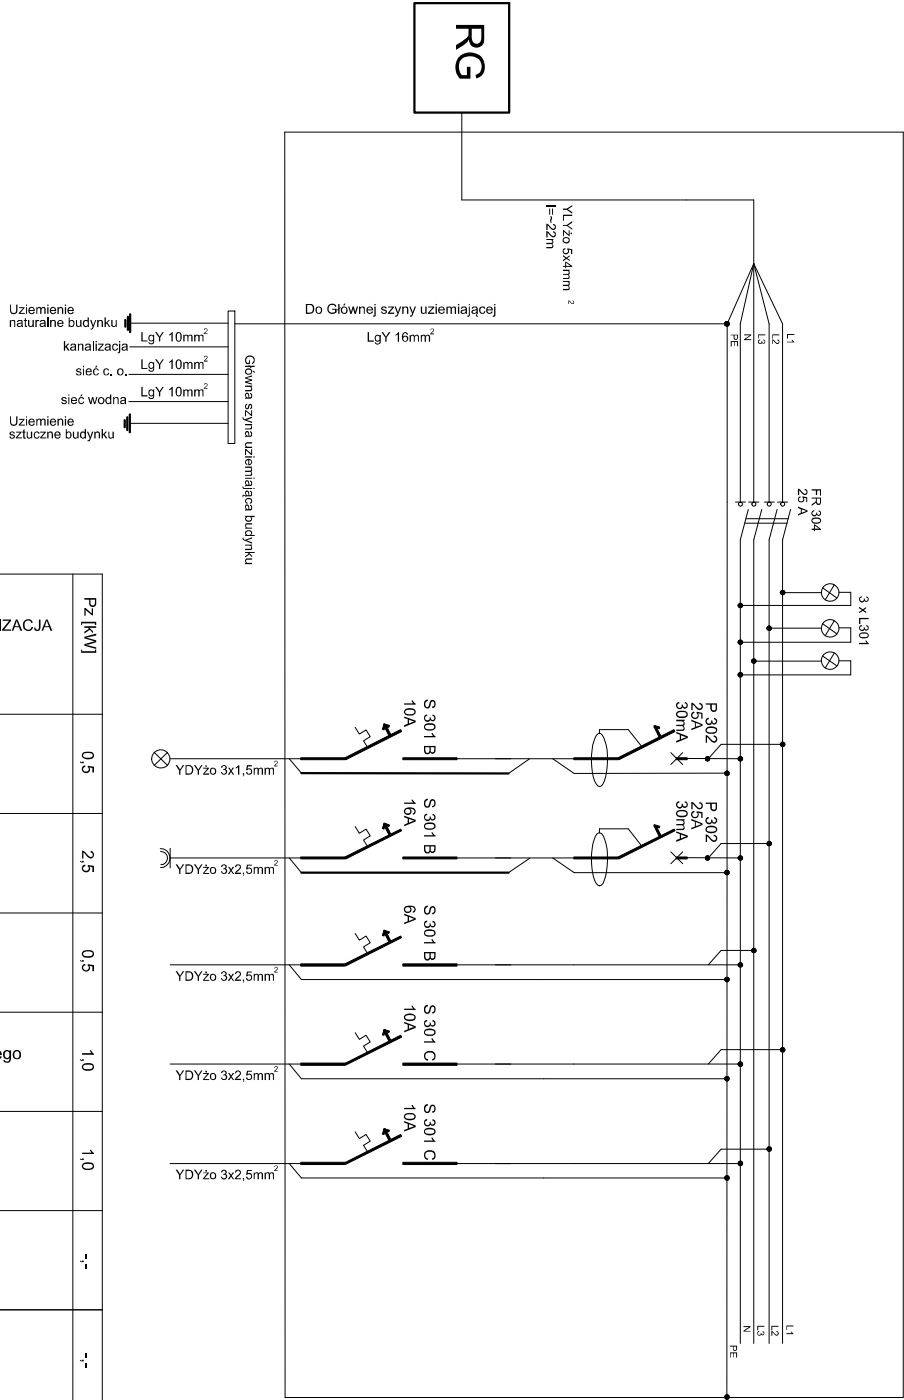 RG
YLYżo 5x4mm²
l=~22m
Do Głównej szyny uziemiającej
LgY 16mm²
Uziemienie
naturalne budynku
LgY 10mm²
kanalizacja
LgY 10mm²
sieć c. o.
LgY 10mm²
sieć wodna
Uziemienie
sztuczne budynku
Główna szyna uziemiająca budynku
L1
L2
L3
N
PE
FR 304
25 A
3 x L301
P 302
25A
30mA
S 301 B
10A
YDYżo 3x1,5mm²
P 302
25A
30mA
S 301 B
16A
YDYżo 3x2,5mm²
S 301 B
6A
YDYżo 3x2,5mm²
S 301 C
10A
YDYżo 3x2,5mm²
S 301 C
10A
YDYżo 3x2,5mm²
L1
L2
L3
N
PE
Pz [kW]
0,5
2,5
0,5
1,0
1,0
-,-
-,-